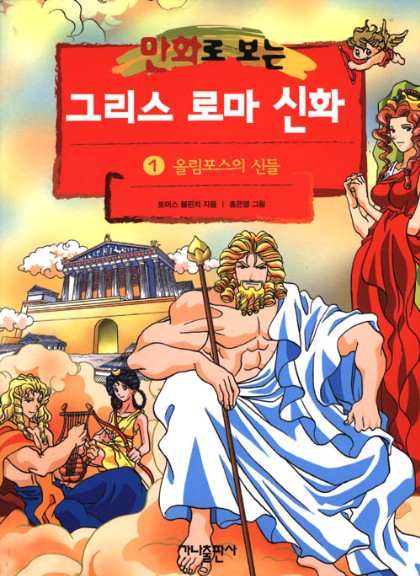 만화로 보는
그리스 로마 신화
1 올림포스의 신들
토머스 불핀치 지음 | 홍은영 그림
가나출판사